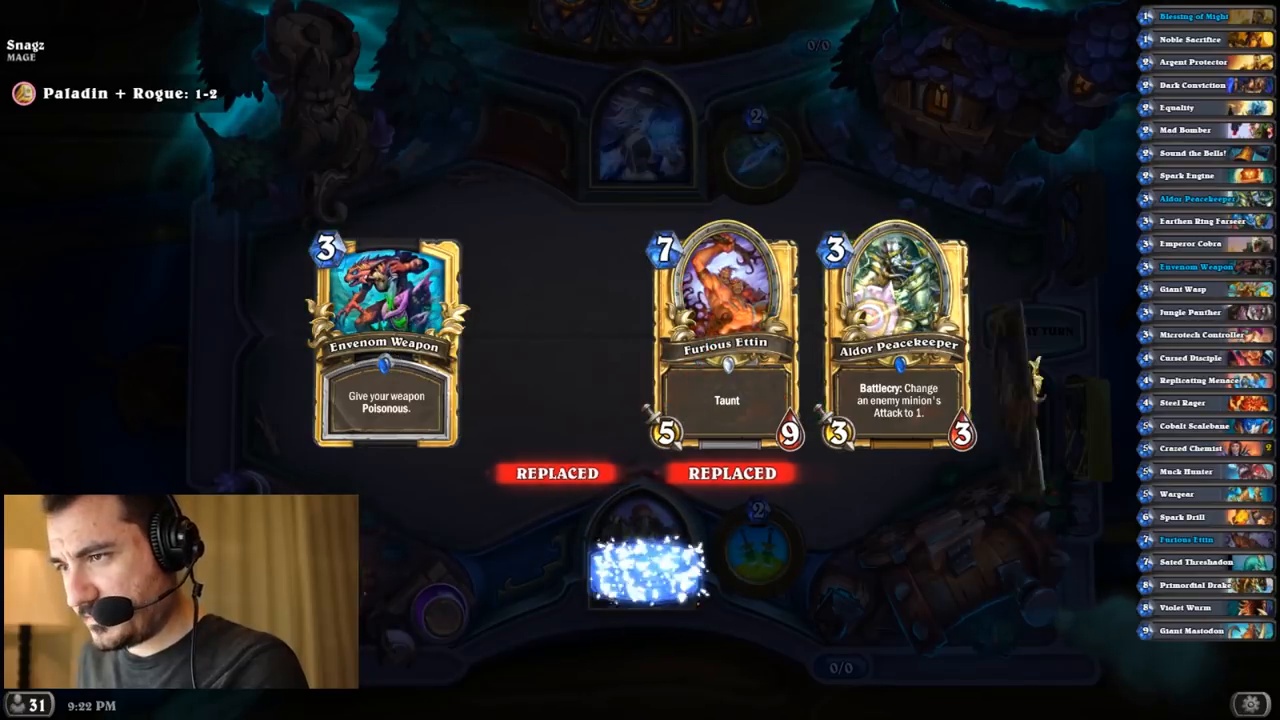 Snagz
MAGE
Paladin + Rogue: 1-2
0/0
2
3
Envenom Weapon
Give your weapon
Poisonous.
7
Furious Ettin
Taunt
5
9
3
Aldor Peacekeeper
Battlecry: Change
an enemy minion's
Attack to 1.
3
3
REPLACED
REPLACED
2
0/0
31
9:22 PM
1 Blessing of Might
1 Noble Sacrifice
2 Argent Protector
2 Dark Conviction
2 Equality
2 Mad Bomber
2 Sound the Bells!
2 Spark Engine
3 Aldor Peacekeeper
3 Earthen Ring Farseer
3 Emperor Cobra
3 Envenom Weapon
3 Giant Wasp
3 Jungle Panther
3 Microtech Controller
4 Cursed Disciple
4 Replicating Menace
4 Steel Rager
5 Cobalt Scalebane
5 Crazed Chemist 2
5 Muck Hunter
5 Wargear
6 Spark Drill
7 Furious Ettin
7 Sated Threshadon
8 Primordial Drake
8 Violet Wurm
9 Giant Mastodon